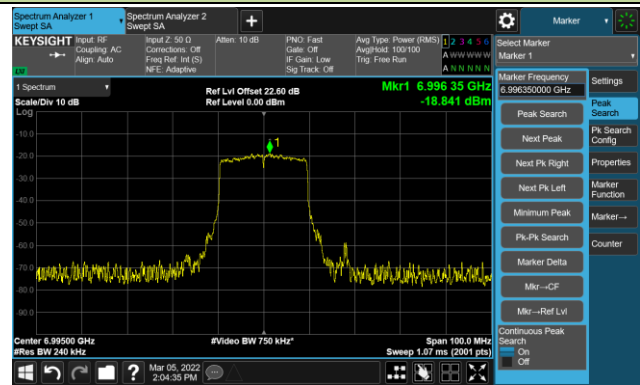 Spectrum Analyzer 1
Swept SA
Spectrum Analyzer 2
Swept SA
+
Marker
KEYSIGHT
Input: RF
Coupling: AC
Align: Auto
Input Z: 50 Ω
Corrections: Off
Freq Ref: Int (S)
NFE: Adaptive
Atten: 10 dB
PNO: Fast
Gate: Off
IF Gain: Low
Sig Track: Off
Avg Type: Power (RMS)
Avg|Hold: 100/100
Trig: Free Run
1 2 3 4 5 6
A W W W W W
A N N N N N
LW
Select Marker
Marker 1
Marker Frequency
6.996350000 GHz
Peak Search
Next Peak
Next Pk Right
Next Pk Left
Minimum Peak
Pk-Pk Search
Marker Delta
Mkr→CF
Mkr→Ref Lvl
Continuous Peak
Search
On
Off
Settings
Peak
Search
Pk Search
Config
Properties
Marker
Function
Marker→
Counter
1 Spectrum
Scale/Div 10 dB
Log
Ref Lvl Offset 22.60 dB
Ref Level 0.00 dBm
Mkr1 6.996 35 GHz
-18.841 dBm
1
-10.0
-20.0
-30.0
-40.0
-50.0
-60.0
-70.0
-80.0
-90.0
Center 6.99500 GHz
#Res BW 240 kHz
#Video BW 750 kHz*
Span 100.0 MHz
Sweep 1.07 ms (2001 pts)
?
Mar 05, 2022
2:04:35 PM